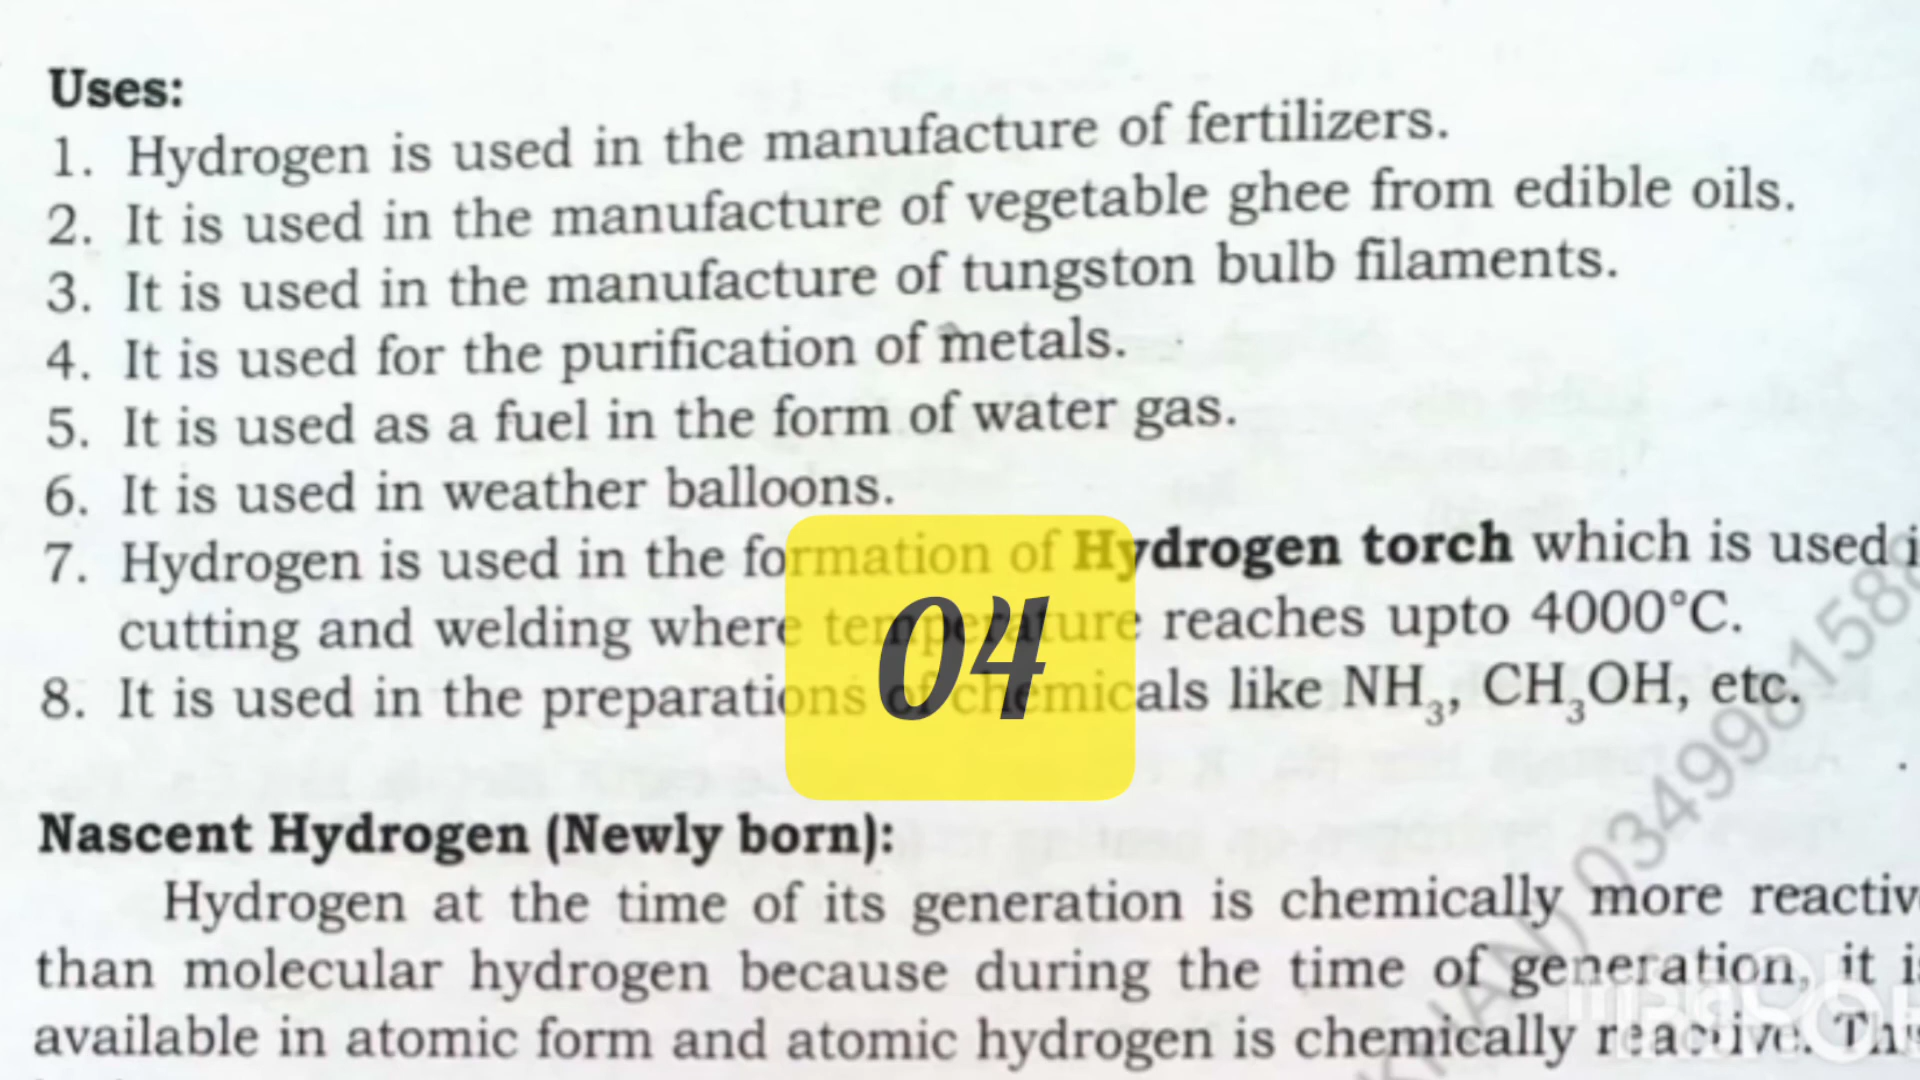 Uses:
1. Hydrogen is used in the manufacture of fertilizers.
2. It is used in the manufacture of vegetable ghee from edible oils.
3. It is used in the manufacture of tungston bulb filaments.
4. It is used for the purification of metals.
5. It is used as a fuel in the form of water gas.
6. It is used in weather balloons.
7. Hydrogen is used in the formation of Hydrogen torch which is used i
cutting and welding where temperature reaches upto 4000°C.
8. It is used in the preparations of chemicals like NH₃, CH₃OH, etc.
04
Nascent Hydrogen (Newly born):
Hydrogen at the time of its generation is chemically more reactiv
than molecular hydrogen because during the time of generation, it i
available in atomic form and atomic hydrogen is chemically reactive. Thi